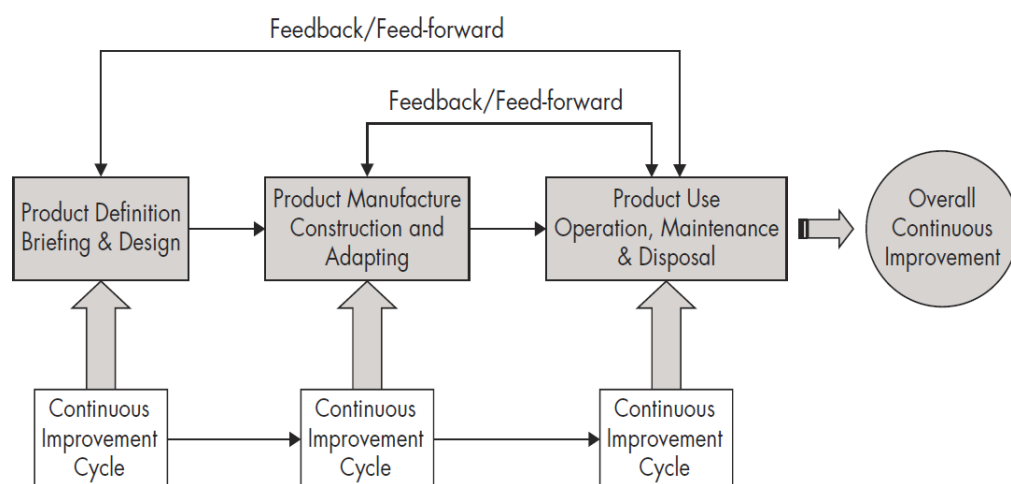 Feedback/Feed-forward
Feedback/Feed-forward
Product Definition
Briefing & Design
Product Manufacture
Construction and
Adapting
Product Use
Operation, Maintenance
& Disposal
Overall
Continuous
Improvement
Continuous
Improvement
Cycle
Continuous
Improvement
Cycle
Continuous
Improvement
Cycle